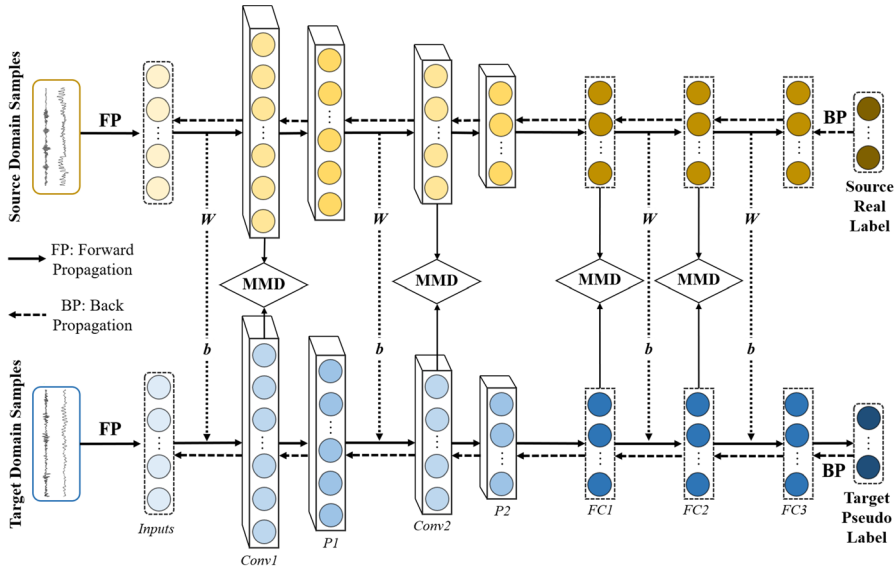 Source Domain Samples
FP
BP
Source
Real
Label
W
W
W
W
FP: Forward
Propagation
MMD
MMD
MMD
MMD
BP: Back
Propagation
b
b
b
b
Target Domain Samples
FP
BP
Target
Pseudo
Label
Inputs
Conv1
P1
Conv2
P2
FC1
FC2
FC3